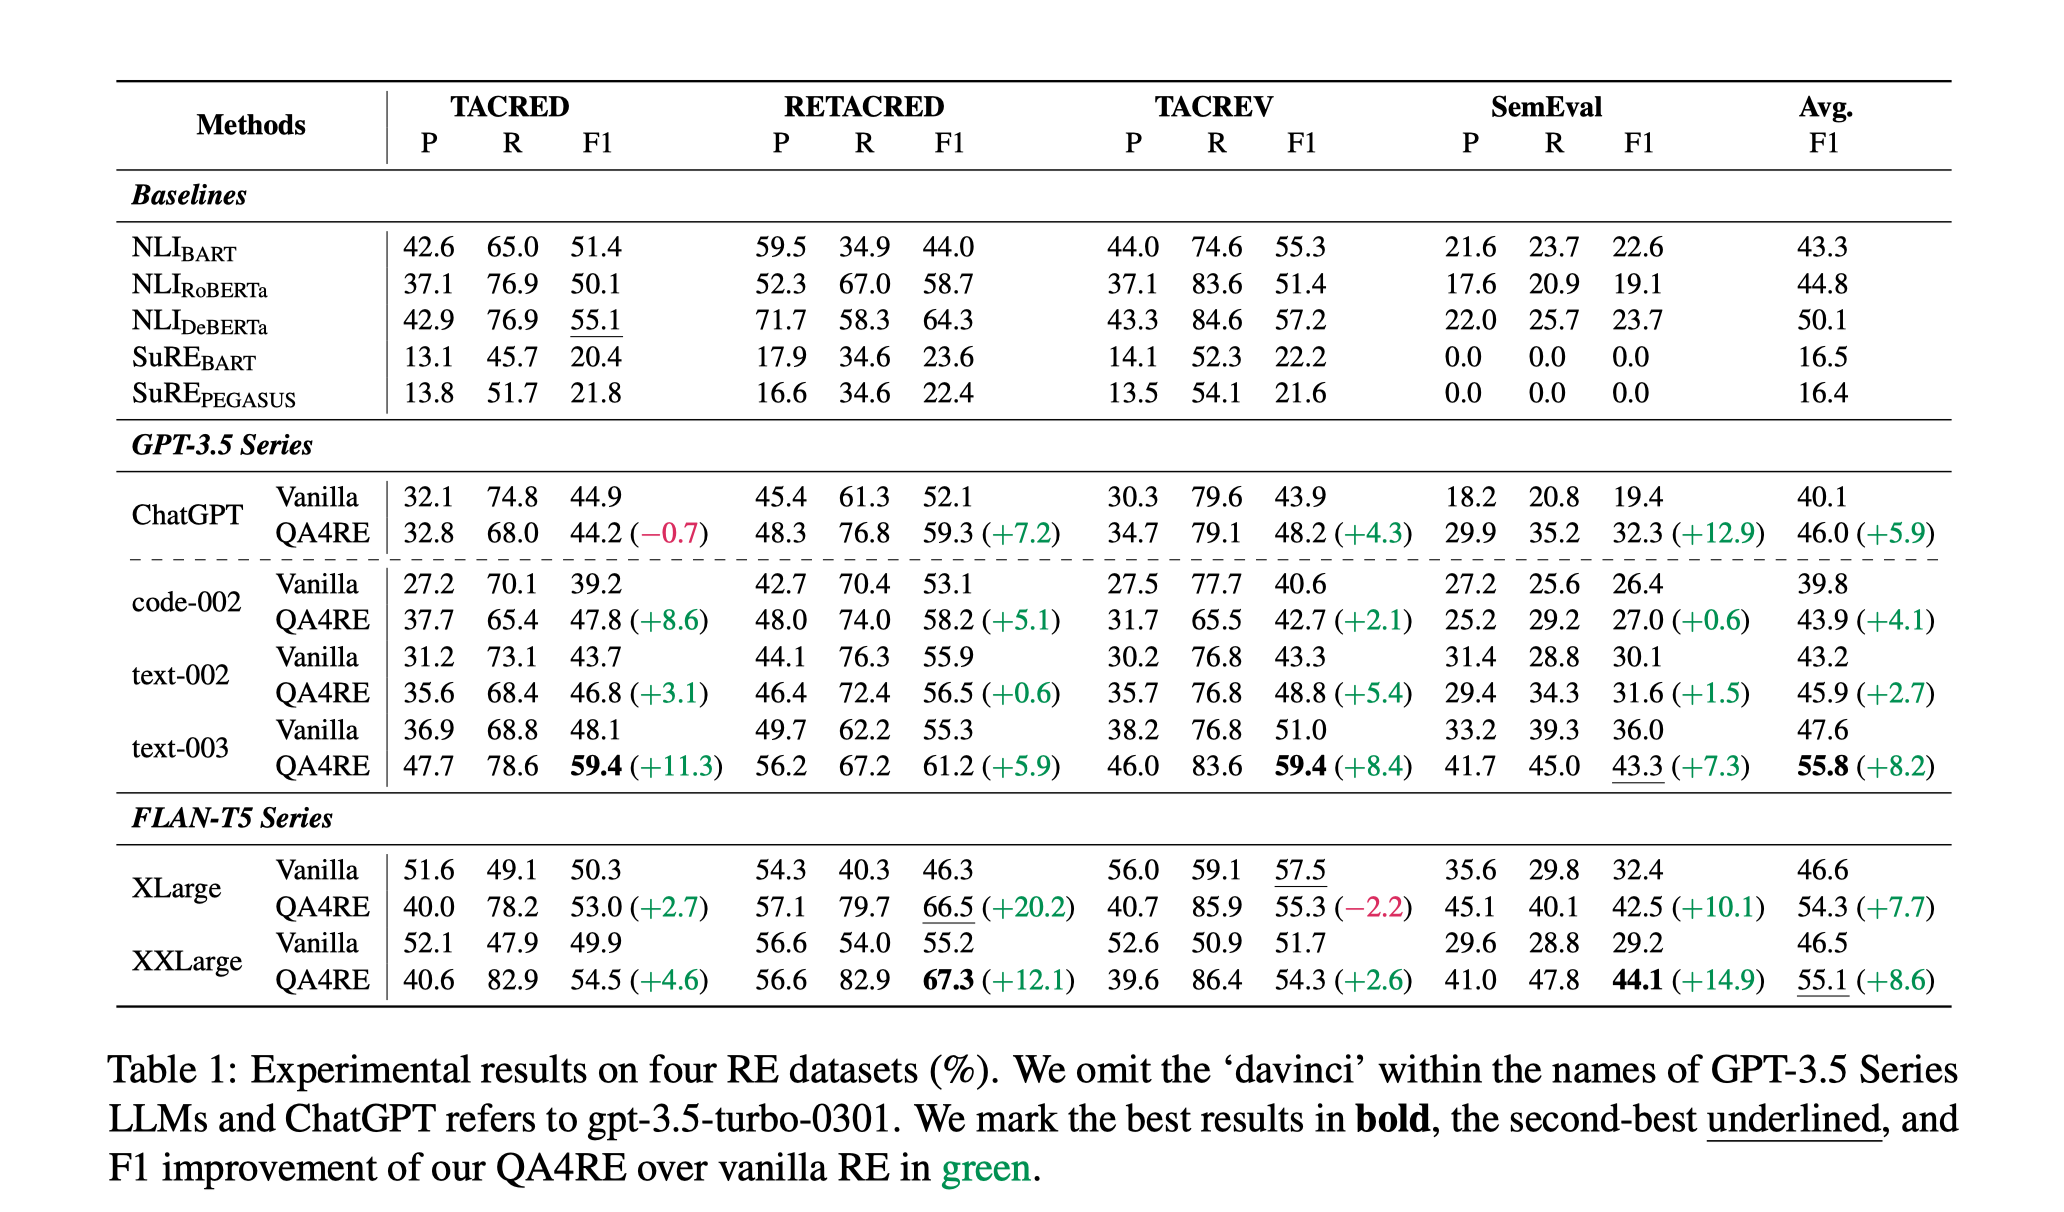 Methods TACRED RETACRED TACREV SemEval Avg.
P R F1 P R F1 P R F1 P R F1 F1
Baselines
NLIBART 42.6 65.0 51.4 59.5 34.9 44.0 44.0 74.6 55.3 21.6 23.7 22.6 43.3
NLIRoBERTa 37.1 76.9 50.1 52.3 67.0 58.7 37.1 83.6 51.4 17.6 20.9 19.1 44.8
NLIDeBERTa 42.9 76.9 55.1 71.7 58.3 64.3 43.3 84.6 57.2 22.0 25.7 23.7 50.1
SuREBART 13.1 45.7 20.4 17.9 34.6 23.6 14.1 52.3 22.2 0.0 0.0 0.0 16.5
SuREPEGASUS 13.8 51.7 21.8 16.6 34.6 22.4 13.5 54.1 21.6 0.0 0.0 0.0 16.4
GPT-3.5 Series
ChatGPT Vanilla 32.1 74.8 44.9 45.4 61.3 52.1 30.3 79.6 43.9 18.2 20.8 19.4 40.1
QA4RE 32.8 68.0 44.2 (−0.7) 48.3 76.8 59.3 (+7.2) 34.7 79.1 48.2 (+4.3) 29.9 35.2 32.3 (+12.9) 46.0 (+5.9)
code-002 Vanilla 27.2 70.1 39.2 42.7 70.4 53.1 27.5 77.7 40.6 27.2 25.6 26.4 39.8
QA4RE 37.7 65.4 47.8 (+8.6) 48.0 74.0 58.2 (+5.1) 31.7 65.5 42.7 (+2.1) 25.2 29.2 27.0 (+0.6) 43.9 (+4.1)
text-002 Vanilla 31.2 73.1 43.7 44.1 76.3 55.9 30.2 76.8 43.3 31.4 28.8 30.1 43.2
QA4RE 35.6 68.4 46.8 (+3.1) 46.4 72.4 56.5 (+0.6) 35.7 76.8 48.8 (+5.4) 29.4 34.3 31.6 (+1.5) 45.9 (+2.7)
text-003 Vanilla 36.9 68.8 48.1 49.7 62.2 55.3 38.2 76.8 51.0 33.2 39.3 36.0 47.6
QA4RE 47.7 78.6 59.4 (+11.3) 56.2 67.2 61.2 (+5.9) 46.0 83.6 59.4 (+8.4) 41.7 45.0 43.3 (+7.3) 55.8 (+8.2)
FLAN-T5 Series
XLarge Vanilla 51.6 49.1 50.3 54.3 40.3 46.3 56.0 59.1 57.5 35.6 29.8 32.4 46.6
QA4RE 40.0 78.2 53.0 (+2.7) 57.1 79.7 66.5 (+20.2) 40.7 85.9 55.3 (−2.2) 45.1 40.1 42.5 (+10.1) 54.3 (+7.7)
XXLarge Vanilla 52.1 47.9 49.9 56.6 54.0 55.2 52.6 50.9 51.7 29.6 28.8 29.2 46.5
QA4RE 40.6 82.9 54.5 (+4.6) 56.6 82.9 67.3 (+12.1) 39.6 86.4 54.3 (+2.6) 41.0 47.8 44.1 (+14.9) 55.1 (+8.6)
Table 1: Experimental results on four RE datasets (%). We omit the ‘davinci’ within the names of GPT-3.5 Series
LLMs and ChatGPT refers to gpt-3.5-turbo-0301. We mark the best results in bold, the second-best underlined, and
F1 improvement of our QA4RE over vanilla RE in green.